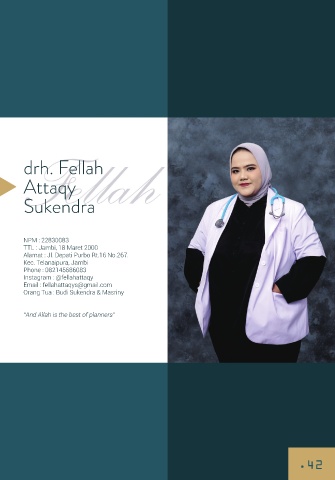 drh. Fellah
Attaqy
Sukendra
Fellah
NPM : 22830083
TTL : Jambi, 18 Maret 2000
Alamat : Jl. Depati Purbo Rt.16 No.267
Kec. Telanaipura, Jambi
Phone : 082145686083
Instagram : @fellahattaqy
Email : fellahattaqys@gmail.com
Orang Tua : Budi Sukendra & Masriny
"And Allah is the best of planners"
.42